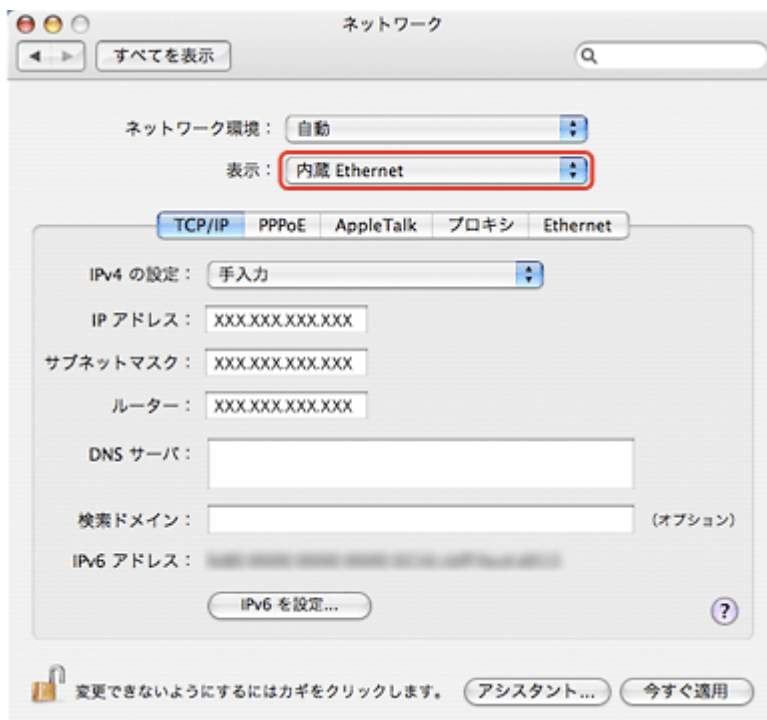 ネットワーク
すべてを表示
ネットワーク環境： 自動
表示： 内蔵 Ethernet
TCP/IP PPPoE AppleTalk プロキシ Ethernet
IPv4 の設定： 手入力
IP アドレス： XXX.XXX.XXX.XXX
サブネットマスク： XXX.XXX.XXX.XXX
ルーター： XXX.XXX.XXX.XXX
DNS サーバ：
検索ドメイン： (オプション)
IPv6 アドレス：
IPv6 を設定... ?
変更できないようにするにはカギをクリックします。 アシスタント... 今すぐ適用